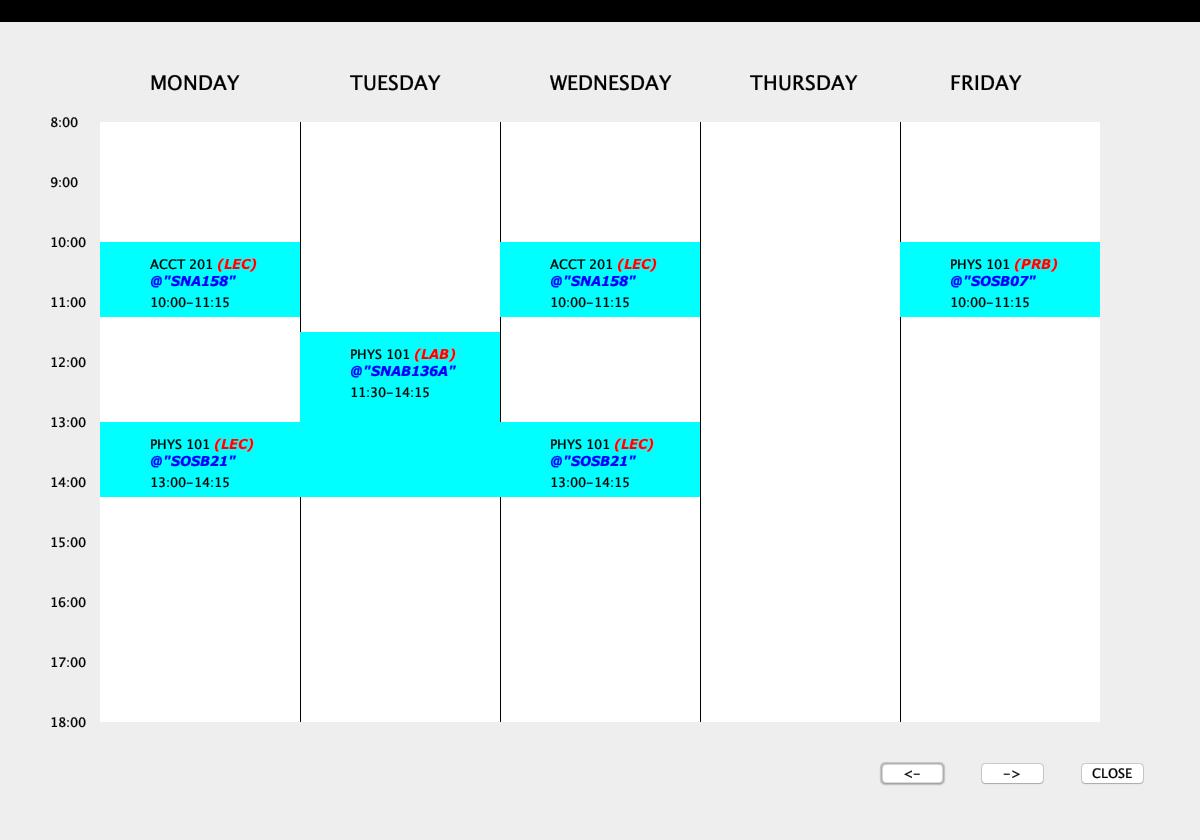 MONDAY TUESDAY WEDNESDAY THURSDAY FRIDAY
8:00
9:00
10:00
ACCT 201 (LEC) ACCT 201 (LEC) PHYS 101 (PRB)
@"SNA158" @"SNA158" @"SOSB07"
11:00 10:00-11:15 10:00-11:15 10:00-11:15
PHYS 101 (LAB)
12:00 @"SNAB136A"
11:30-14:15
13:00
PHYS 101 (LEC) PHYS 101 (LEC)
@"SOSB21" @"SOSB21"
14:00 13:00-14:15 13:00-14:15
15:00
16:00
17:00
18:00
<- -> CLOSE